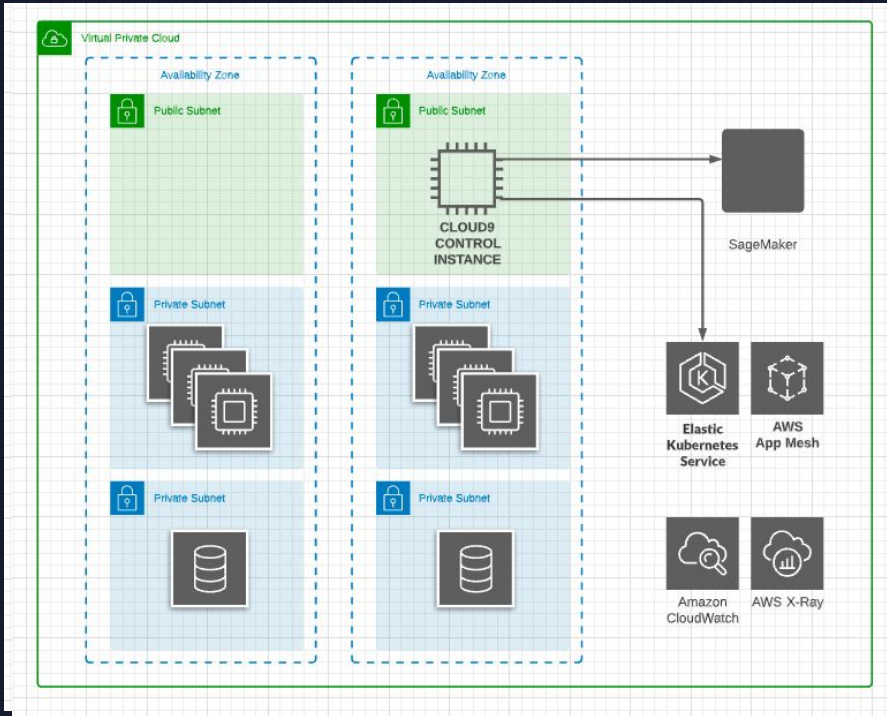 Virtual Private Cloud
Availability Zone
Availability Zone
Public Subnet
Public Subnet
CLOUD9
CONTROL
INSTANCE
SageMaker
Private Subnet
Private Subnet
K
Elastic
Kubernetes
Service
AWS
App Mesh
Private Subnet
Private Subnet
Amazon
CloudWatch
AWS X-Ray